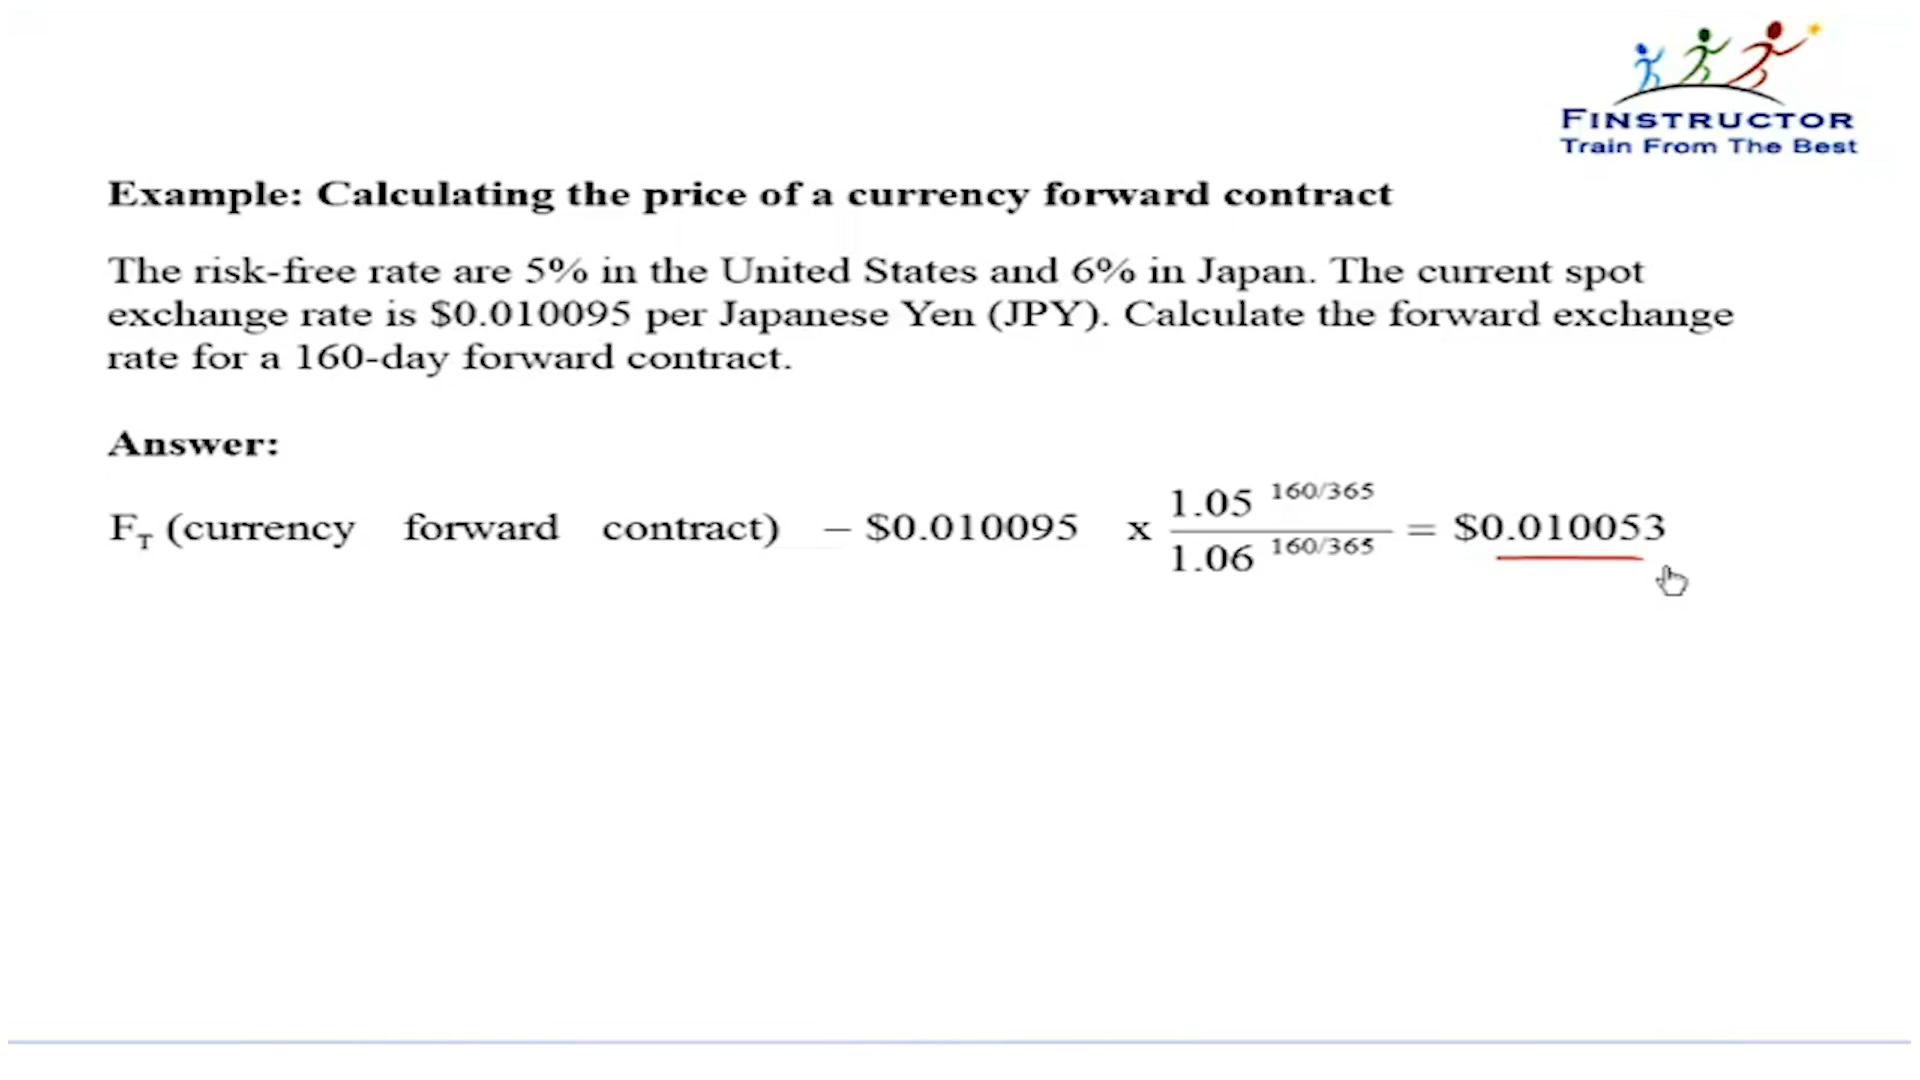 FINSTRUCTOR
Train From The Best
Example: Calculating the price of a currency forward contract
The risk-free rate are 5% in the United States and 6% in Japan. The current spot
exchange rate is $0.010095 per Japanese Yen (JPY). Calculate the forward exchange
rate for a 160-day forward contract.
Answer:
F_T (currency forward contract) – $0.010095 x 1.05 ^160/365 / 1.06 ^160/365 = $0.010053